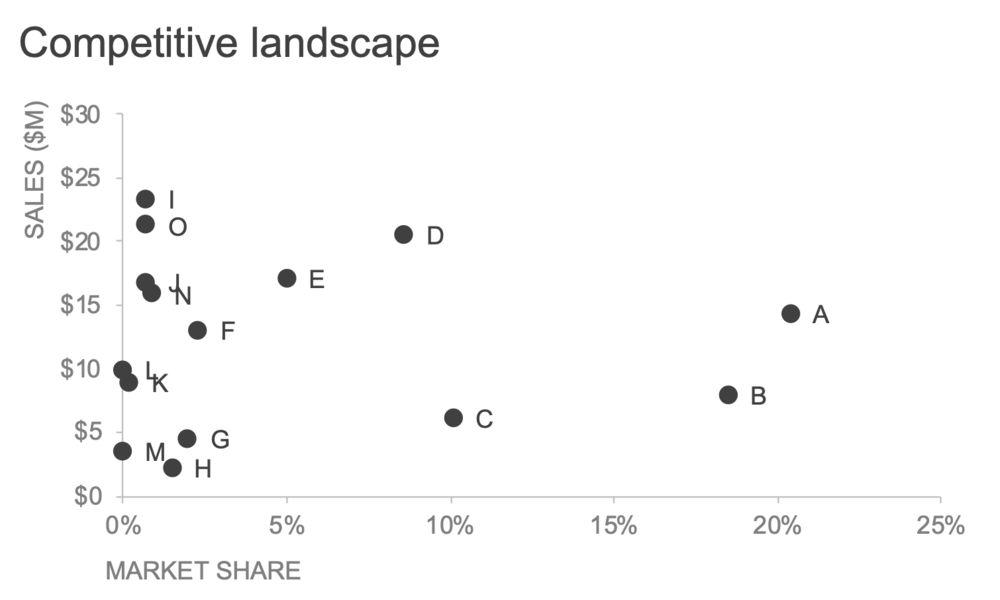 Competitive landscape
SALES ($M)
$30
$25
$20
$15
$10
$5
$0
I
O
D
E
J
N
A
F
L
K
B
C
G
M
H
0% 5% 10% 15% 20% 25%
MARKET SHARE